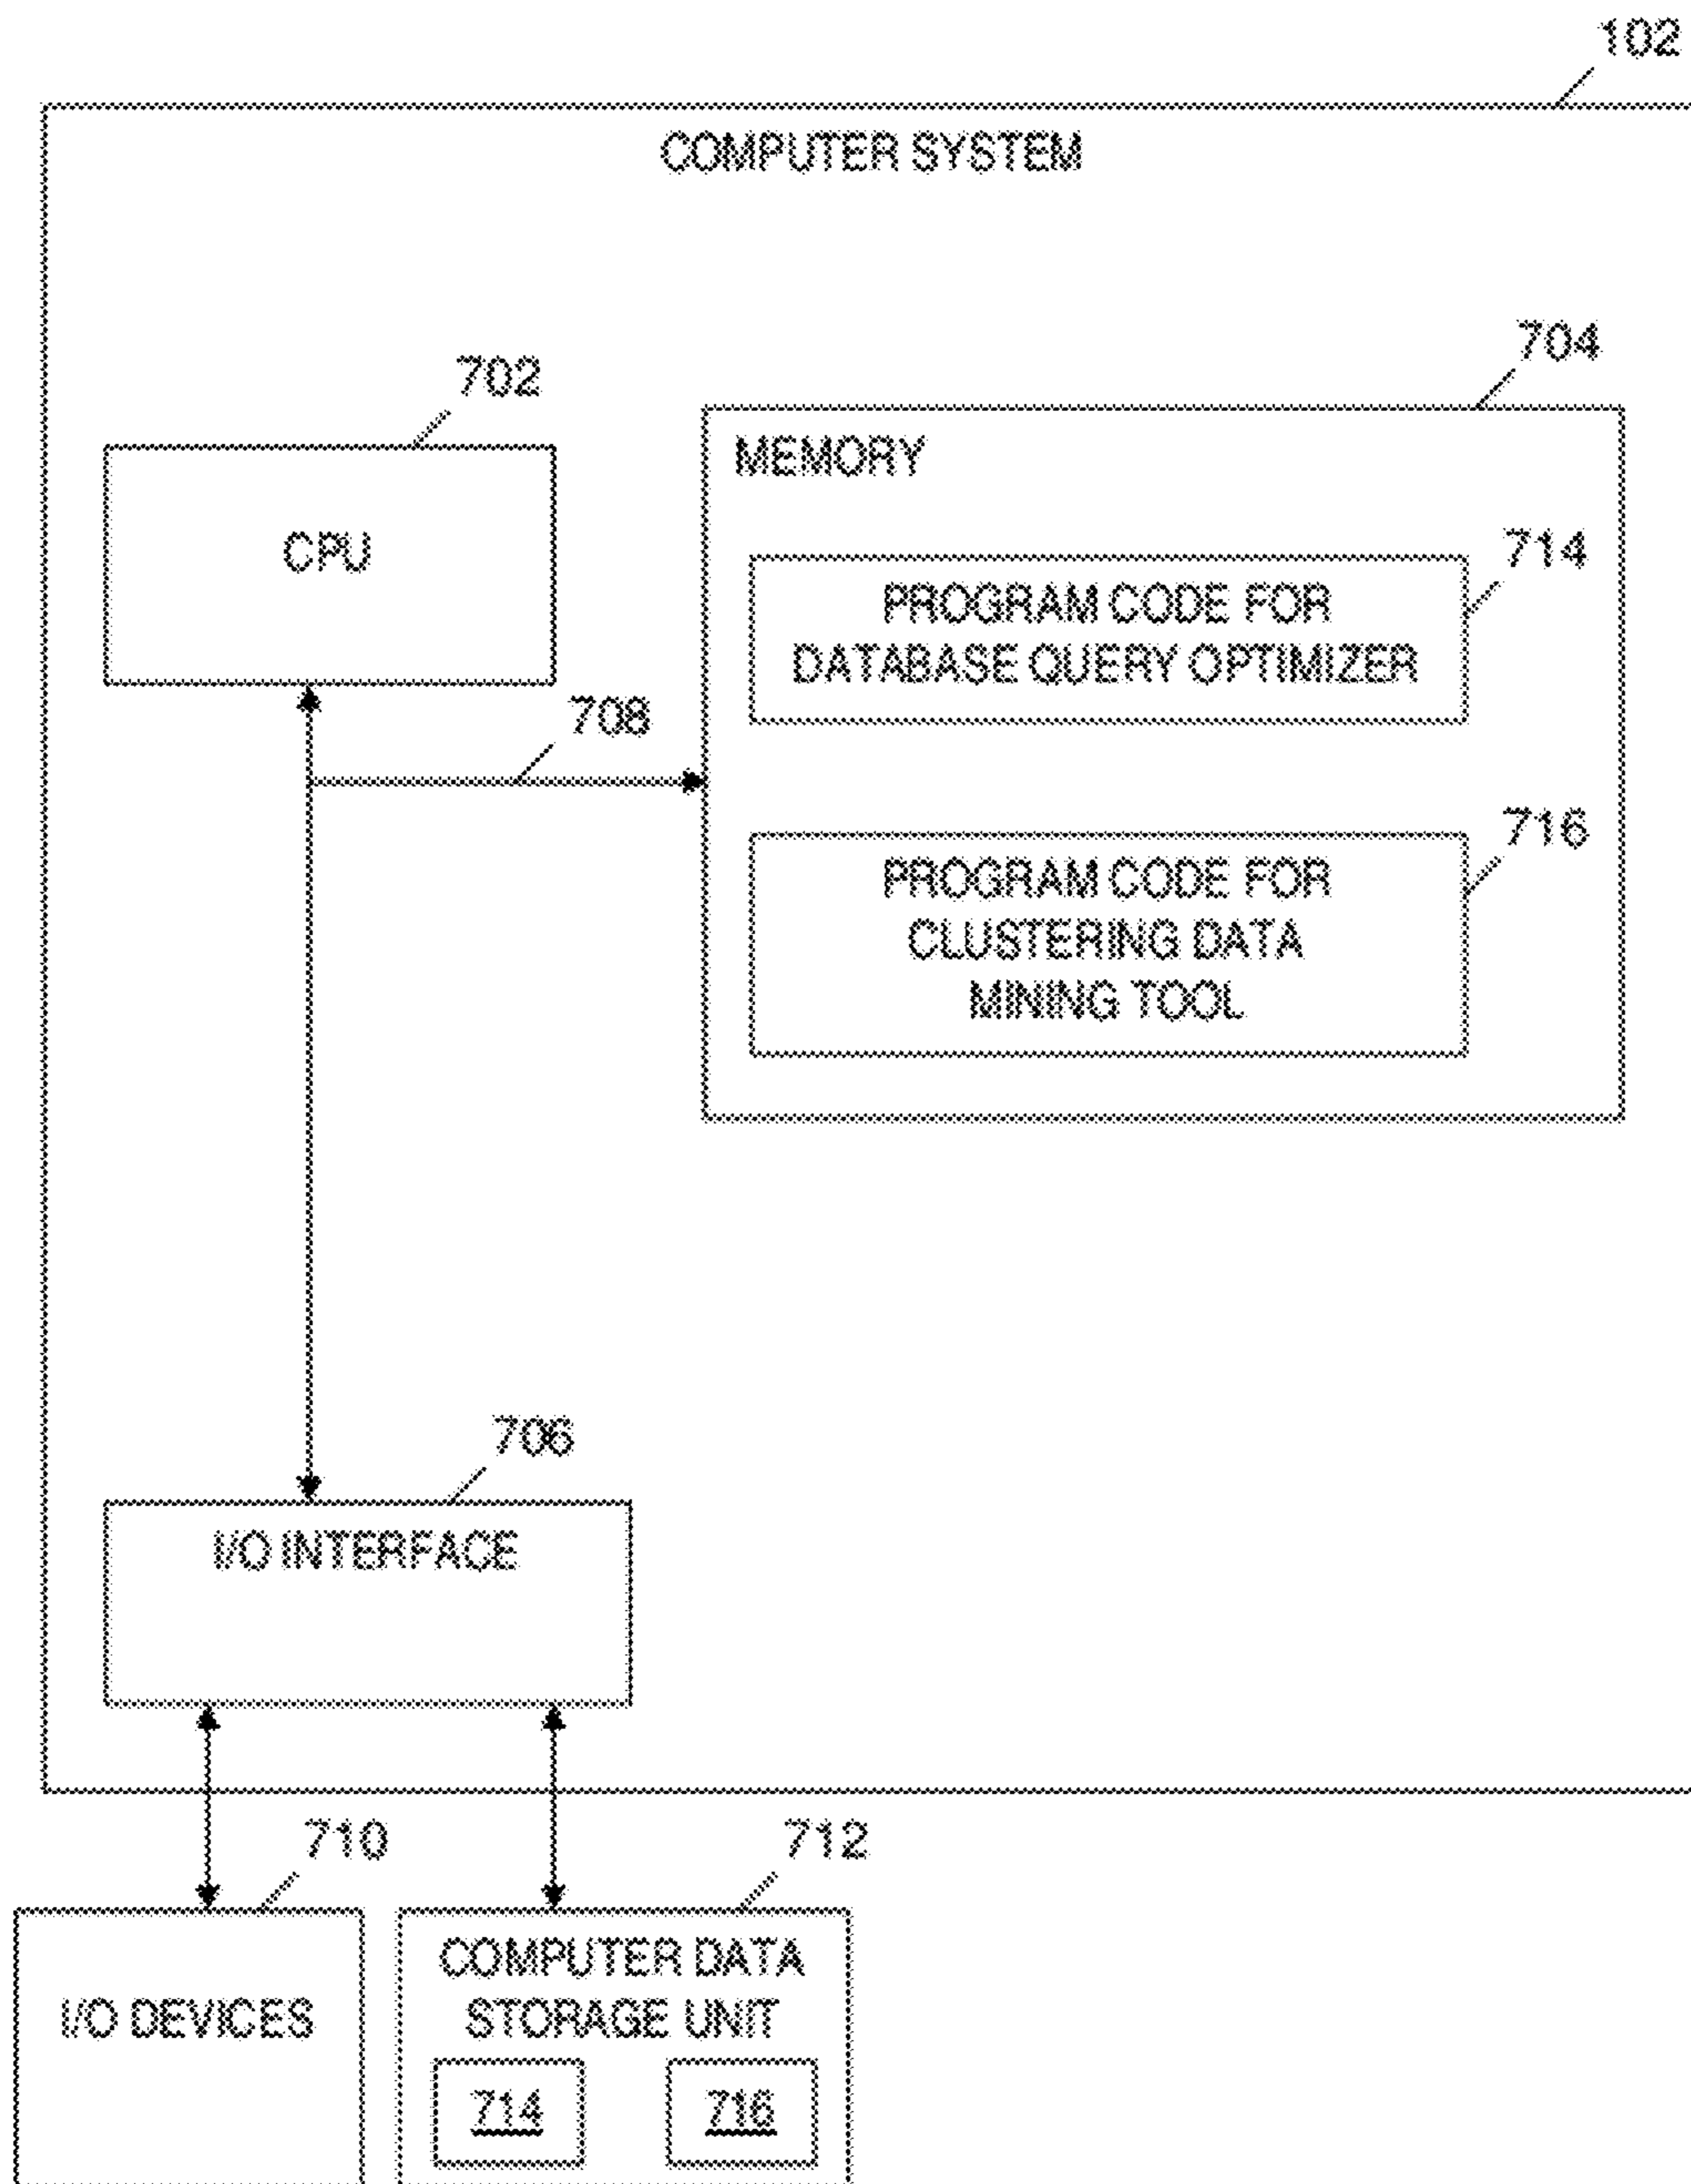 102
COMPUTER SYSTEM
704
702
MEMORY
CPU
714
PROGRAM CODE FOR
DATABASE QUERY OPTIMIZER
708
716
PROGRAM CODE FOR
CLUSTERING DATA
MINING TOOL
706
I/O INTERFACE
710
712
I/O DEVICES
COMPUTER DATA
STORAGE UNIT
714
716